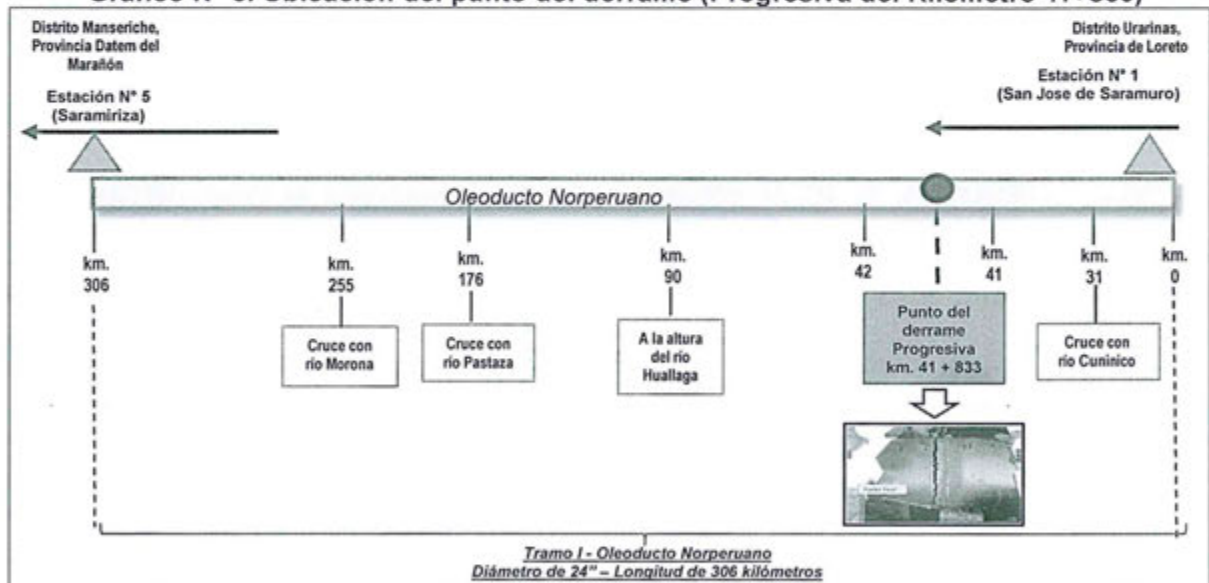 Distrito Manseriche,
Provincia Datem del
Marañón
Estación N° 5
(Saramiriza)
Distrito Urarinas,
Provincia de Loreto
Estación N° 1
(San Jose de Saramuro)
Oleoducto Norperuano
km.
306
km.
255
km.
176
km.
90
km.
42
km.
41
km.
31
km.
0
Cruce con
río Morona
Cruce con
río Pastaza
A la altura
del río
Huallaga
Punto del
derrame
Progresiva
km. 41 + 833
Cruce con
río Cuninico
Tramo I - Oleoducto Norperuano
Diámetro de 24" – Longitud de 306 kilómetros